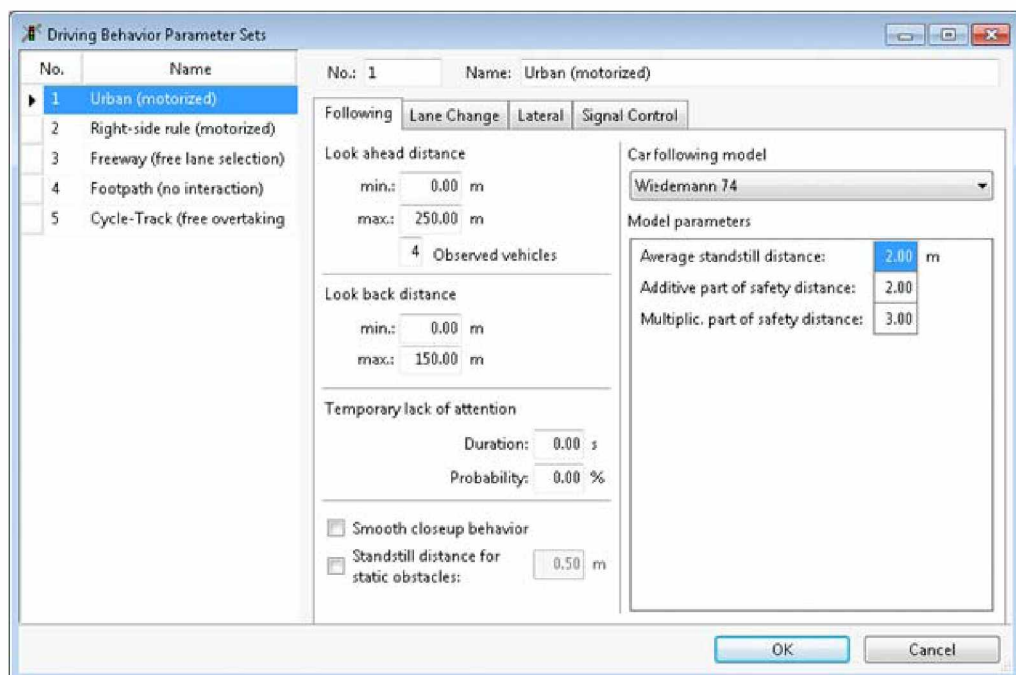 Driving Behavior Parameter Sets
No. Name
1 Urban (motorized)
2 Right-side rule (motorized)
3 Freeway (free lane selection)
4 Footpath (no interaction)
5 Cycle-Track (free overtaking
No.: 1 Name: Urban (motorized)
Following Lane Change Lateral Signal Control
Look ahead distance
min.: 0.00 m
max.: 250.00 m
4 Observed vehicles
Look back distance
min.: 0.00 m
max.: 150.00 m
Temporary lack of attention
Duration: 0.00 s
Probability: 0.00 %
Smooth closeup behavior
Standstill distance for
static obstacles: 0.50 m
Car following model
Wiedemann 74
Model parameters
Average standstill distance: 2.00 m
Additive part of safety distance: 2.00
Multiplic. part of safety distance: 3.00
OK Cancel